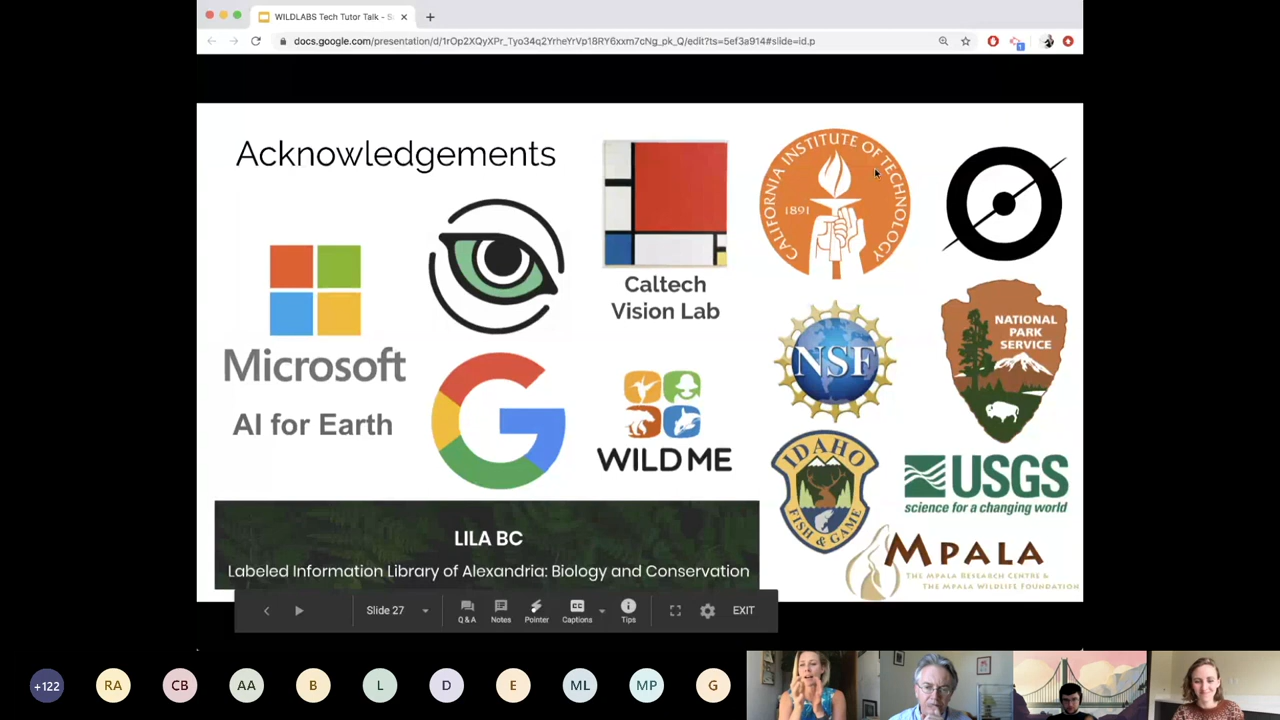 WILDLABS Tech Tutor Talk - S
docs.google.com/presentation/d/1rOp2XQyXPr_Tyo34q2YrheYrVp18RY6xxm7cNg_pk_Q/edit?ts=5ef3a914#slide=id.p
Acknowledgements
CALIFORNIA INSTITUTE OF TECHNOLOGY
1891
Caltech
Vision Lab
NATIONAL
PARK
SERVICE
NSF
Microsoft
AI for Earth
WILD ME
IDAHO
FISH & GAME
USGS
science for a changing world
LILA BC
Labeled Information Library of Alexandria: Biology and Conservation
MPALA
THE MPALA RESEARCH CENTRE &
THE MPALA WILDLIFE FOUNDATION
Slide 27
Q & A
Notes
Pointer
CC
Captions
Tips
EXIT
+122
RA
CB
AA
B
L
D
E
ML
MP
G